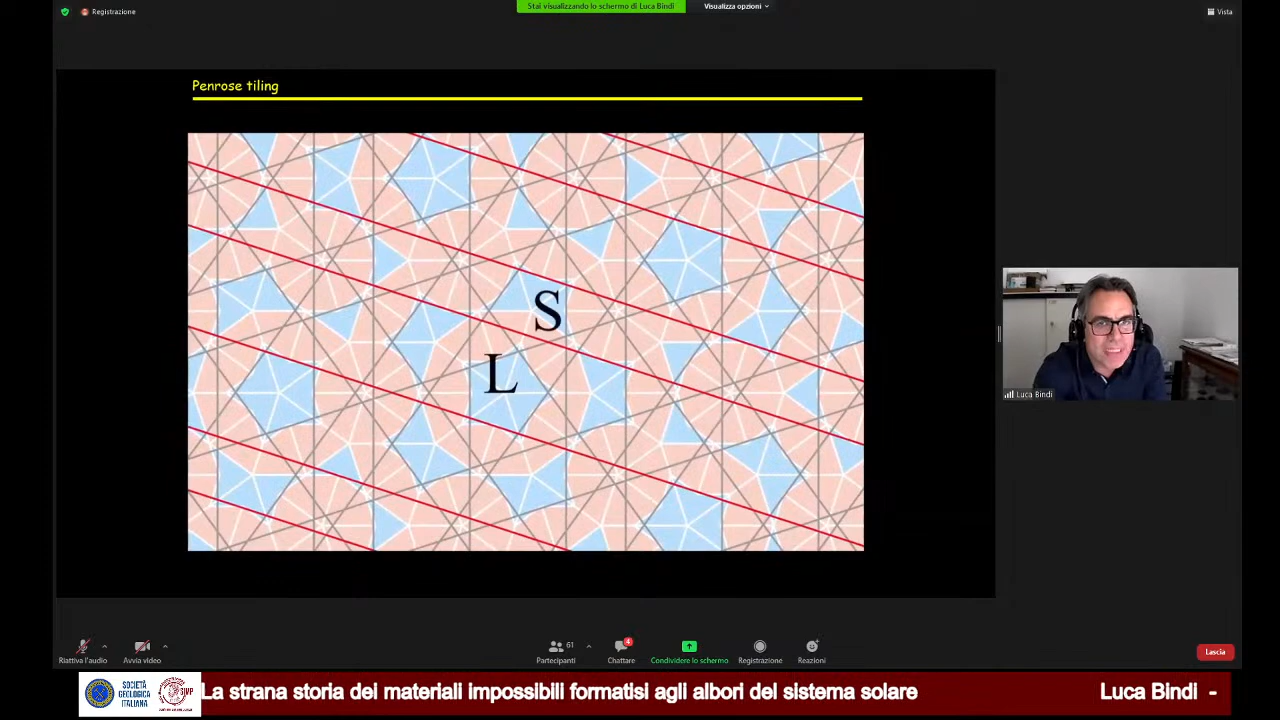 Registrazione
Stai visualizzando lo schermo di Luca Bindi
Visualizza opzioni
Vista
Penrose tiling
S
L
Luca Bindi
Riattiva l'audio
Avvia video
61
Partecipanti
4
Chattare
Condividere lo schermo
Registrazione
Reazioni
Lascia
SOCIETÀ
GEOLOGICA
ITALIANA
La strana storia dei materiali impossibili formatisi agli albori del sistema solare
Luca Bindi -